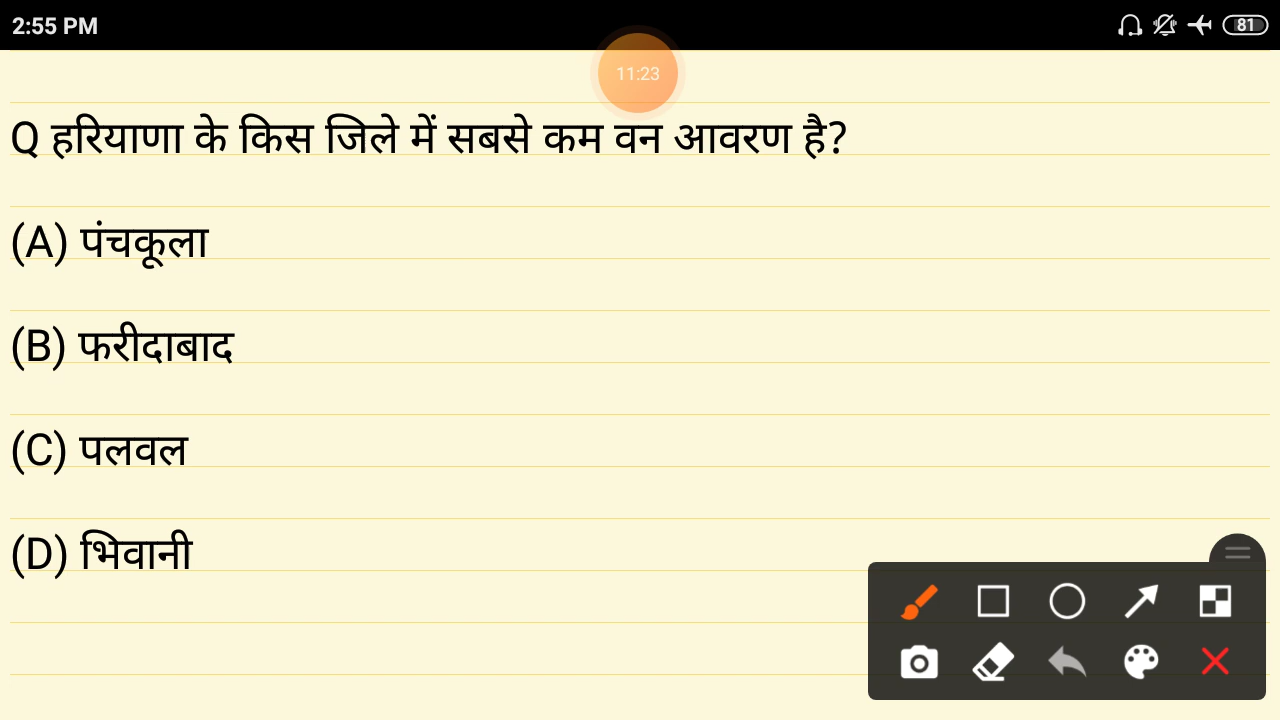 2:55 PM
81
11:23
Q हरियाणा के किस जिले में सबसे कम वन आवरण है?
(A) पंचकूला
(B) फरीदाबाद
(C) पलवल
(D) भिवानी